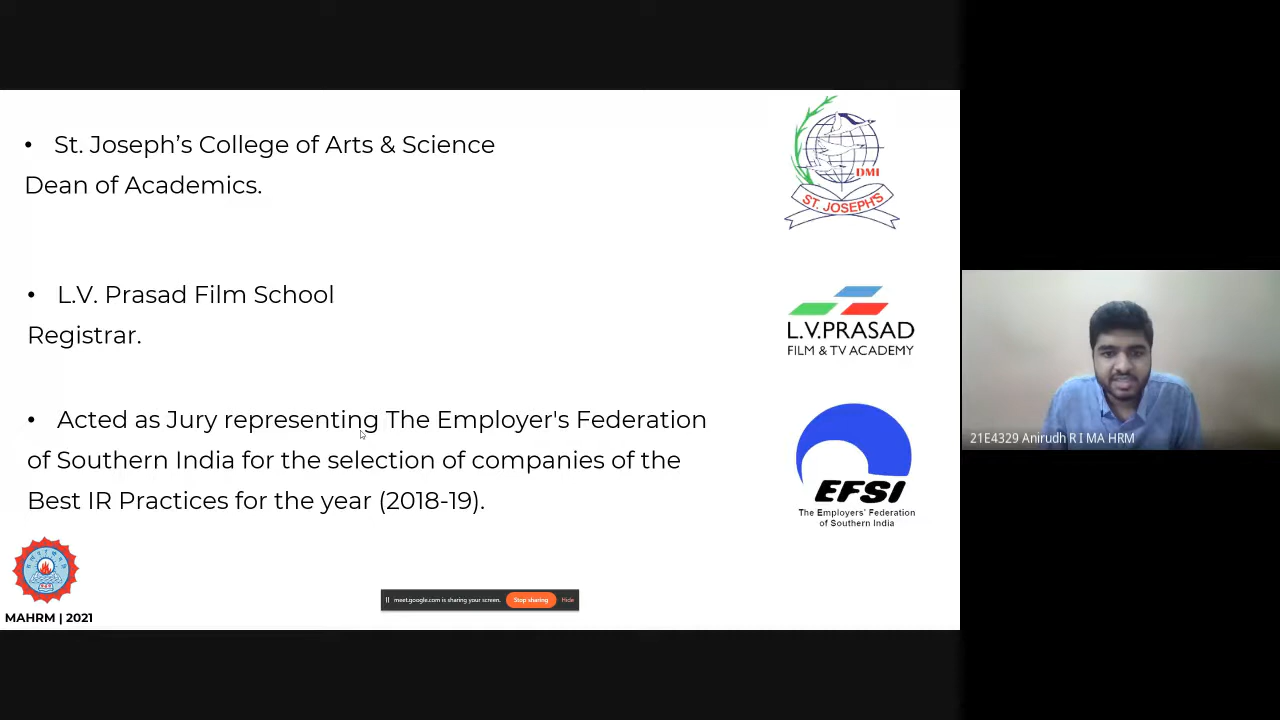 • St. Joseph’s College of Arts & Science
Dean of Academics.
DMI
ST. JOSEPH'S
• L.V. Prasad Film School
Registrar.
L.V.PRASAD
FILM & TV ACADEMY
• Acted as Jury representing The Employer's Federation
of Southern India for the selection of companies of the
Best IR Practices for the year (2018-19).
EFSI
The Employers' Federation
of Southern India
21E4329 Anirudh R I MA HRM
meet.google.com is sharing your screen.
Stop sharing
Hide
MAHRM | 2021